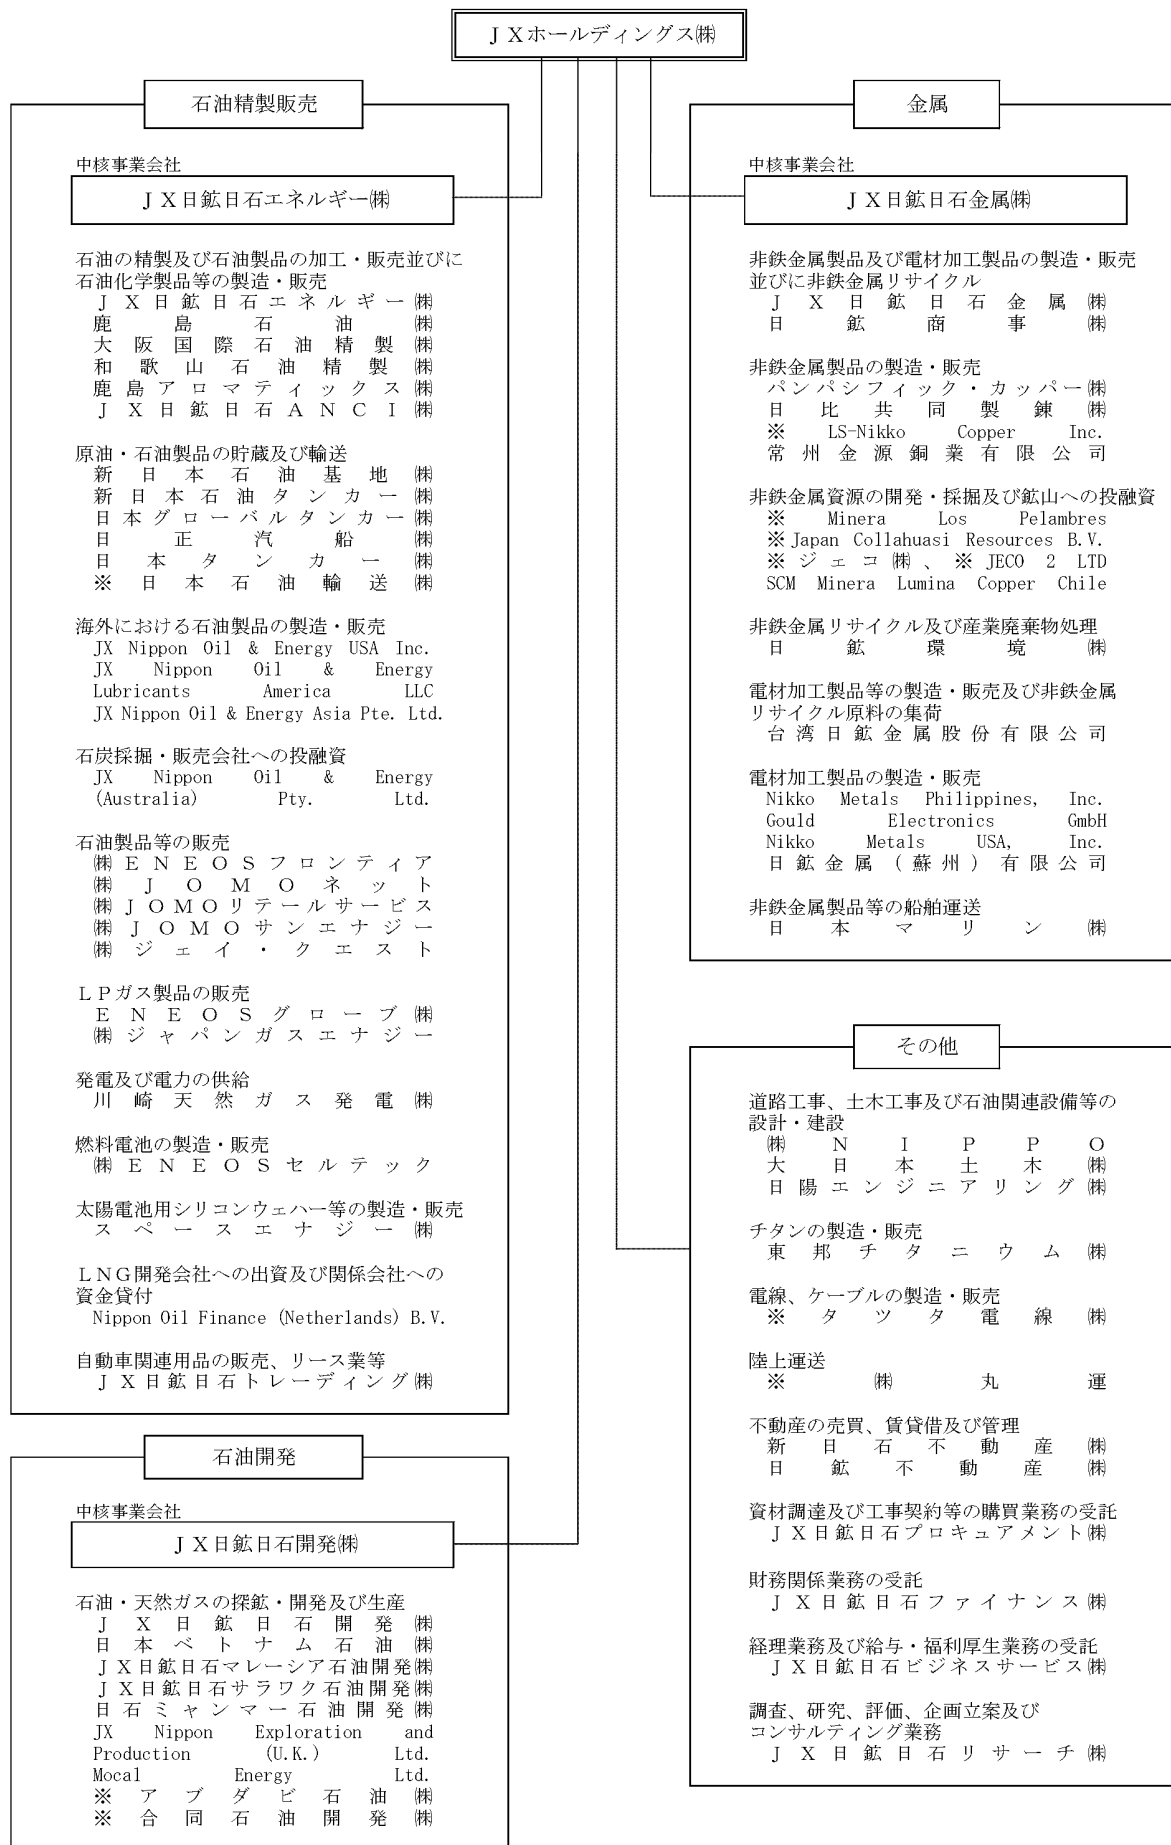 ＪＸホールディングス㈱
石油精製販売
中核事業会社
ＪＸ日鉱日石エネルギー㈱
石油の精製及び石油製品の加工・販売並びに
石油化学製品等の製造・販売
ＪＸ日鉱日石エネルギー㈱
鹿島石油㈱
大阪国際石油精製㈱
和歌山石油精製㈱
鹿島アロマティックス㈱
ＪＸ日鉱日石ＡＮＣＩ㈱
原油・石油製品の貯蔵及び輸送
新日本石油基地㈱
新日本石油タンカー㈱
日本グローバルタンカー㈱
日正汽船㈱
日本タンカー㈱
※日本石油輸送㈱
海外における石油製品の製造・販売
JX Nippon Oil & Energy USA Inc.
JX Nippon Oil & Energy
Lubricants America LLC
JX Nippon Oil & Energy Asia Pte. Ltd.
石炭採掘・販売会社への投融資
JX Nippon Oil & Energy
(Australia) Pty. Ltd.
石油製品等の販売
㈱ＥＮＥＯＳフロンティア
㈱ＪＯＭＯネット
㈱ＪＯＭＯリテールサービス
㈱ＪＯＭＯサンエナジー
㈱ジェイ・クエスト
ＬＰガス製品の販売
ＥＮＥＯＳグローブ㈱
㈱ジャパンガスエナジー
発電及び電力の供給
川崎天然ガス発電㈱
燃料電池の製造・販売
㈱ＥＮＥＯＳセルテック
太陽電池用シリコンウェハー等の製造・販売
スペースエナジー㈱
ＬＮＧ開発会社への出資及び関係会社への
資金貸付
Nippon Oil Finance (Netherlands) B.V.
自動車関連用品の販売、リース業等
ＪＸ日鉱日石トレーディング㈱
石油開発
中核事業会社
ＪＸ日鉱日石開発㈱
石油・天然ガスの探鉱・開発及び生産
ＪＸ日鉱日石開発㈱
日本ベトナム石油㈱
ＪＸ日鉱日石マレーシア石油開発㈱
ＪＸ日鉱日石サラワク石油開発㈱
日石ミャンマー石油開発㈱
JX Nippon Exploration and
Production (U.K.) Ltd.
Mocal Energy Ltd.
※アブダビ石油㈱
※合同石油開発㈱
金属
中核事業会社
ＪＸ日鉱日石金属㈱
非鉄金属製品及び電材加工製品の製造・販売
並びに非鉄金属リサイクル
ＪＸ日鉱日石金属㈱
日鉱商事㈱
非鉄金属製品の製造・販売
パンパシフィック・カッパー㈱
日比共同製錬㈱
※ LS-Nikko Copper Inc.
常州金源銅業有限公司
非鉄金属資源の開発・採掘及び鉱山への投融資
※ Minera Los Pelambres
※ Japan Collahuasi Resources B.V.
※ジェコ㈱、※ JECO 2 LTD
SCM Minera Lumina Copper Chile
非鉄金属リサイクル及び産業廃棄物処理
日鉱環境㈱
電材加工製品等の製造・販売及び非鉄金属
リサイクル原料の集荷
台湾日鉱金属股份有限公司
電材加工製品の製造・販売
Nikko Metals Philippines, Inc.
Gould Electronics GmbH
Nikko Metals USA, Inc.
日鉱金属（蘇州）有限公司
非鉄金属製品等の船舶運送
日本マリン㈱
その他
道路工事、土木工事及び石油関連設備等の
設計・建設
㈱ＮＩＰＰＯ
大日本土木㈱
日陽エンジニアリング㈱
チタンの製造・販売
東邦チタニウム㈱
電線、ケーブルの製造・販売
※タツタ電線㈱
陸上運送
※㈱丸運
不動産の売買、賃貸借及び管理
新日石不動産㈱
日鉱不動産㈱
資材調達及び工事契約等の購買業務の受託
ＪＸ日鉱日石プロキュアメント㈱
財務関係業務の受託
ＪＸ日鉱日石ファイナンス㈱
経理業務及び給与・福利厚生業務の受託
ＪＸ日鉱日石ビジネスサービス㈱
調査、研究、評価、企画立案及び
コンサルティング業務
ＪＸ日鉱日石リサーチ㈱